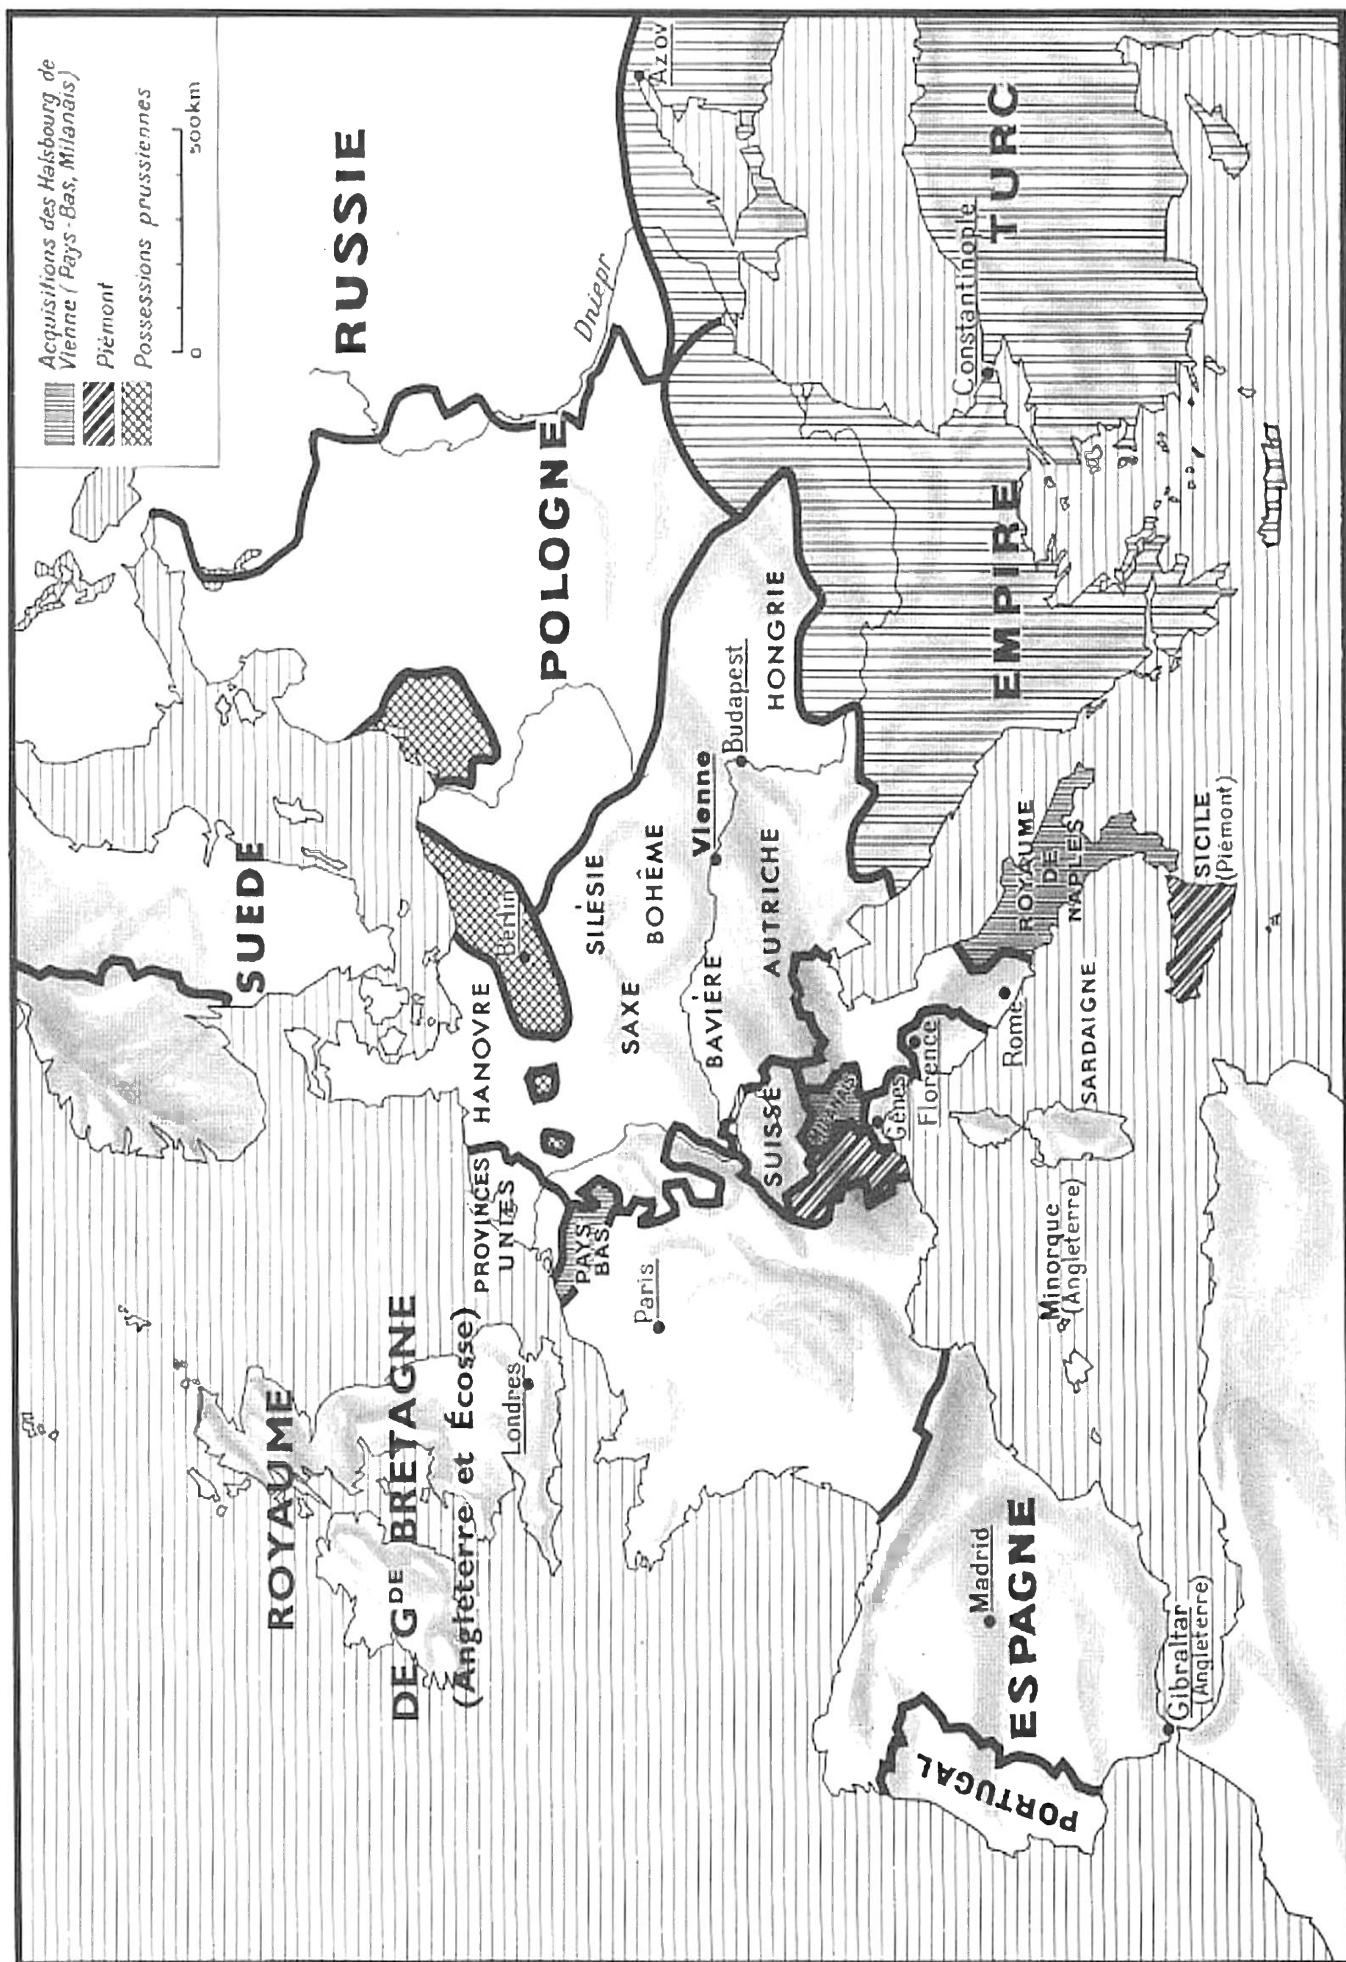 Acquisitions des Habsbourg de
Vienne (Pays-Bas, Milanais)
Piémont
Possessions prussiennes
0
500km
RUSSIE
SUEDE
POLOGNE
Dniepr
Azov
ROYAUME
DE GDE BRETAGNE
(Angleterre et Écosse)
Londres
PROVINCES
UNIES
HANOVRE
Berlin
PAYS
BAS
SAXE
SILÉSIE
BOHÊME
Paris
BAVIÈRE
Vienne
AUTRICHE
Budapest
HONGRIE
SUISSE
MILANAIS
Gênes
Florence
Rome
ROYAUME
DE
NAPLES
SICILE
(Piémont)
SARDAIGNE
Minorque
(Angleterre)
EMPIRE
TURC
Constantinople
PORTUGAL
ESPAGNE
Madrid
Gibraltar
(Angleterre)